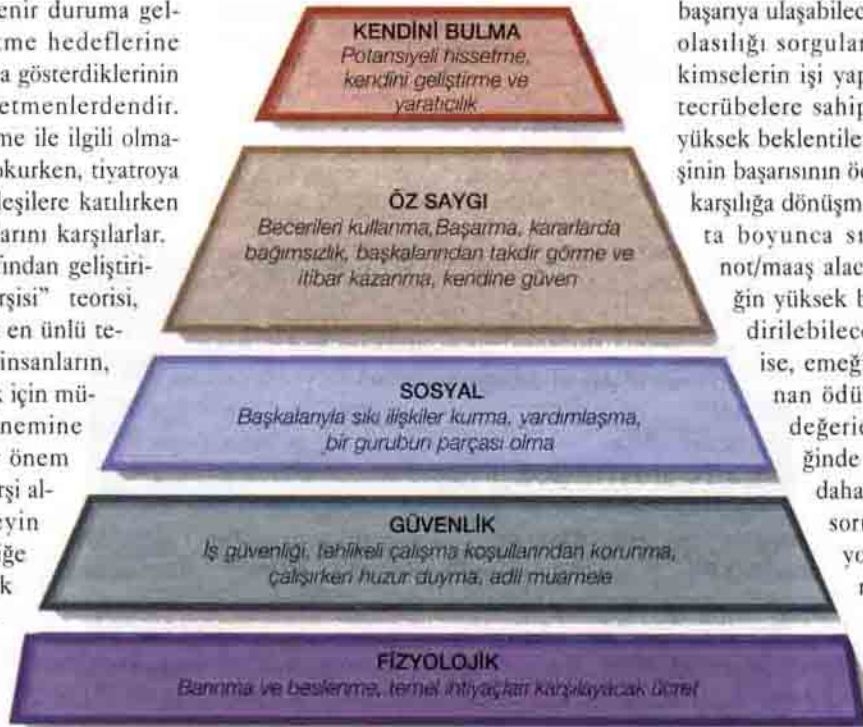 enir duruma gel-
tme hedeflerine
a gösterdiklerinin
etmenlerdendir.
me ile ilgili olma-
okurken, tiyatroya
leşilere katılırken
arını karşılarlar.
fından geliştiri-
rşisi” teorisi,
en ünlü te-
insanların,
k için mü-
nemine
önem
rşi al-
eyin
iğe
k
KENDİNİ BULMA
Potansiyeli hissetme,
kendini geliştirme ve
yaratıcılık
ÖZ SAYGI
Becerileri kullanma, Başarma, kararlarda
bağımsızlık, başkalarından takdir görme ve
itibar kazanma, kendine güven
SOSYAL
Başkalarıyla sıkı ilişkiler kurma, yardımlaşma,
bir gurubun parçası olma
GÜVENLİK
İş güvenliği, tehlikeli çalışma koşullarından korunma,
çalışırken huzur duyma, adil muamele
FİZYOLOJİK
Barınma ve beslenme, temel ihtiyaçları karşılayacak ücret
başarıya ulaşabilec
olasılığı sorgular
kimselerin işi yap
tecrübelere sahip
yüksek beklentile
şinin başarısının öd
karşılığa dönüşm
ta boyunca sı
not/maaş alac
ğin yüksek b
dirilebilece
ise, emeğ
nan ödü
değerle
ğinde
daha
soru
yo